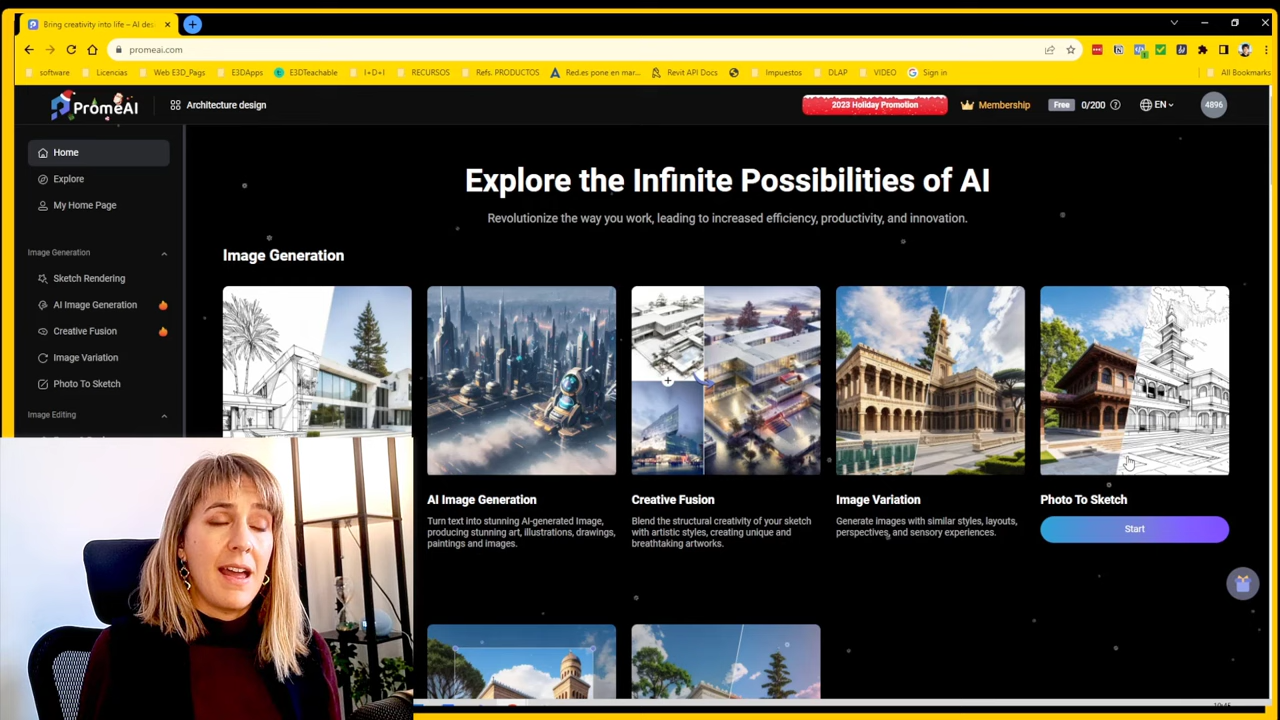 Bring creativity into life – AI des
promeai.com
software
Licencias
Web E3D_Pags
E3DApps
E3DTeachable
I+D+I
RECURSOS
Refs. PRODUCTOS
Red.es pone en mar...
Revit API Docs
Impuestos
DLAP
VIDEO
Sign in
All Bookmarks
PromeAI
Architecture design
2023 Holiday Promotion
Membership
Free
0/200
EN
4896
Home
Explore
My Home Page
Image Generation
Sketch Rendering
AI Image Generation
Creative Fusion
Image Variation
Photo To Sketch
Image Editing
Explore the Infinite Possibilities of AI
Revolutionize the way you work, leading to increased efficiency, productivity, and innovation.
Image Generation
AI Image Generation
Turn text into stunning AI-generated Image,
producing stunning art, illustrations, drawings,
paintings and images.
Creative Fusion
Blend the structural creativity of your sketch
with artistic styles, creating unique and
breathtaking artworks.
Image Variation
Generate images with similar styles, layouts,
perspectives, and sensory experiences.
Photo To Sketch
Start